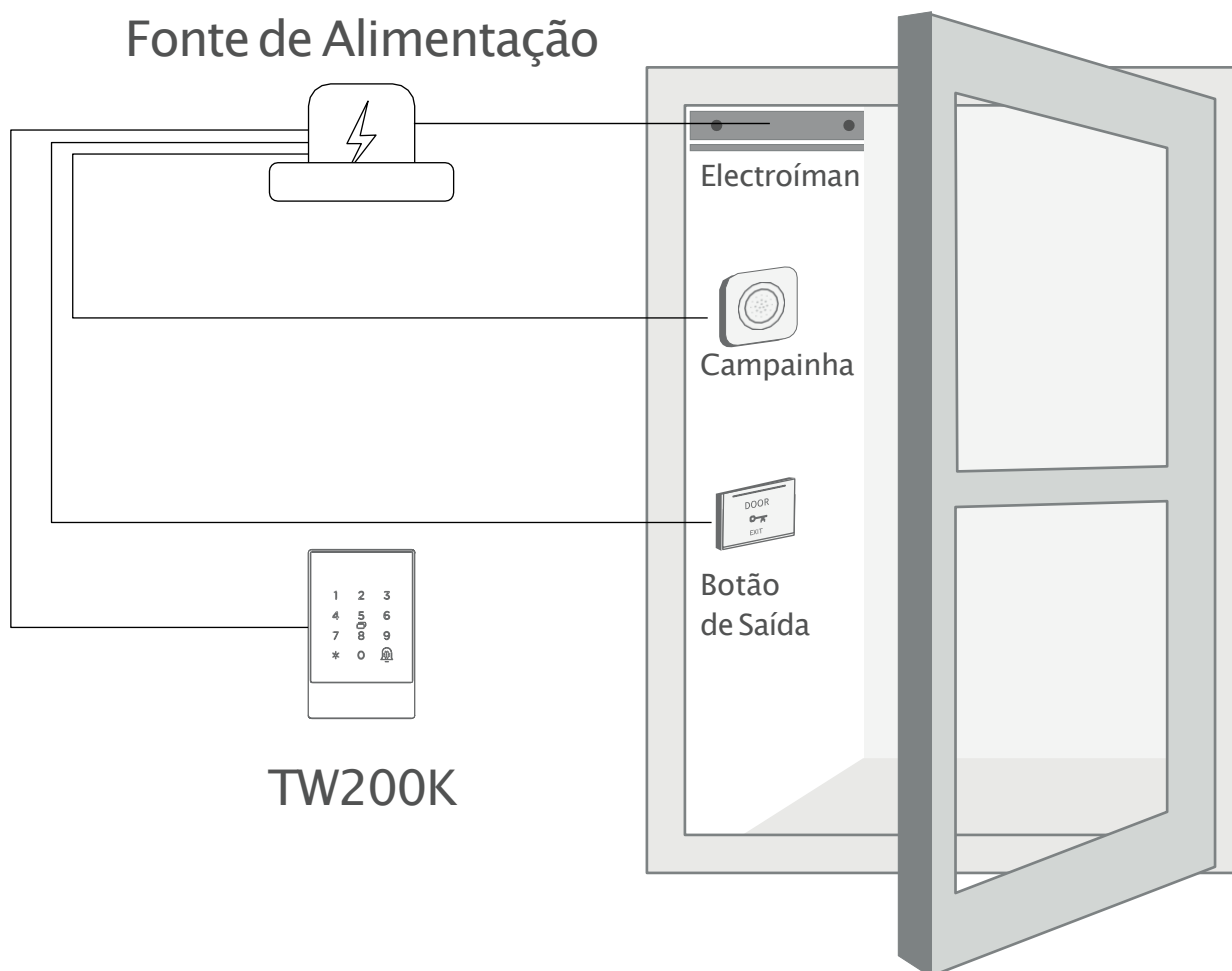 Fonte de Alimentação
Electroíman
Campainha
DOOR
EXIT
Botão
de Saída
1 2 3
4 5 6
7 8 9
* 0
TW200K